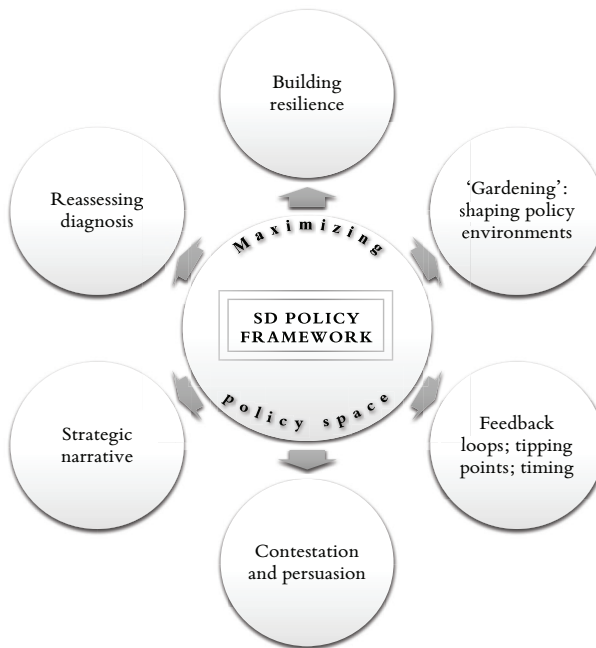 Building
resilience
Reassessing
diagnosis
‘Gardening’:
shaping policy
environments
Maximizing
SD POLICY
FRAMEWORK
policy space
Strategic
narrative
Feedback
loops; tipping
points; timing
Contestation
and persuasion